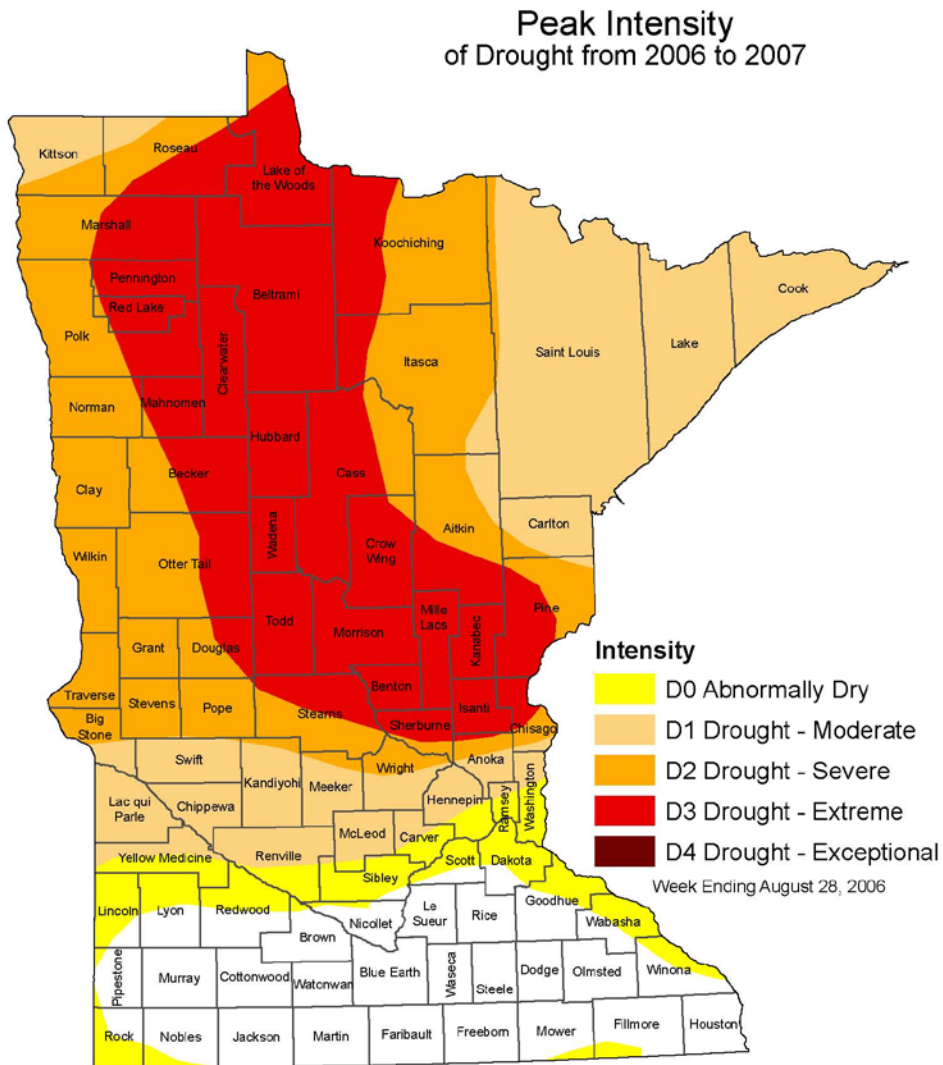 Peak Intensity
of Drought from 2006 to 2007
Kittson
Roseau
Lake of
the Woods
Marshall
Koochiching
Pennington
Beltrami
Cook
Red Lake
Polk
Clearwater
Itasca
Saint Louis
Lake
Norman
Mahnomen
Hubbard
Becker
Cass
Clay
Wadena
Aitkin
Carlton
Crow
Wing
Wilkin
Otter Tail
Todd
Morrison
Mille
Lacs
Kanabec
Pine
Grant
Douglas
Benton
Traverse
Stevens
Pope
Stearns
Sherburne
Isanti
Big
Stone
Chisago
Swift
Kandiyohi
Meeker
Wright
Anoka
Lac qui
Parle
Chippewa
Hennepin
Ramsey
Washington
McLeod
Carver
Yellow Medicine
Renville
Sibley
Scott
Dakota
Lincoln
Lyon
Redwood
Nicollet
Le
Sueur
Rice
Goodhue
Wabasha
Brown
Pipestone
Murray
Cottonwood
Watonwan
Blue Earth
Waseca
Steele
Dodge
Olmsted
Winona
Rock
Nobles
Jackson
Martin
Faribault
Freeborn
Mower
Fillmore
Houston
Intensity
D0 Abnormally Dry
D1 Drought - Moderate
D2 Drought - Severe
D3 Drought - Extreme
D4 Drought - Exceptional
Week Ending August 28, 2006